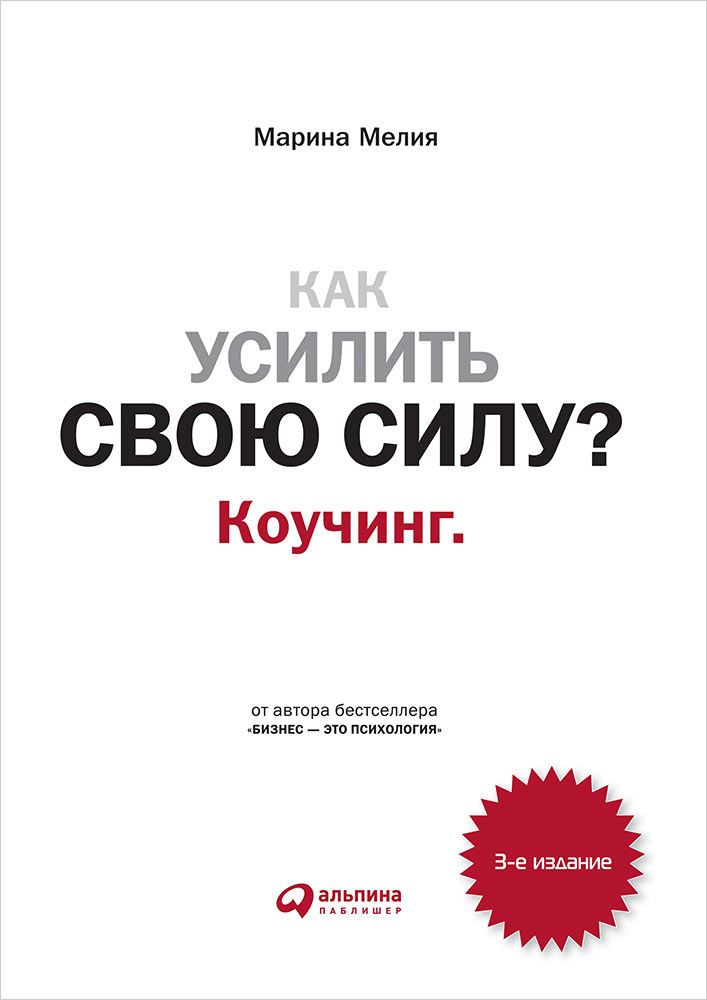 Марина Мелия
КАК
УСИЛИТЬ
СВОЮ СИЛУ?
Коучинг.
от автора бестселлера
«БИЗНЕС — ЭТО ПСИХОЛОГИЯ»
3-е издание
альпина
ПАБЛИШЕР